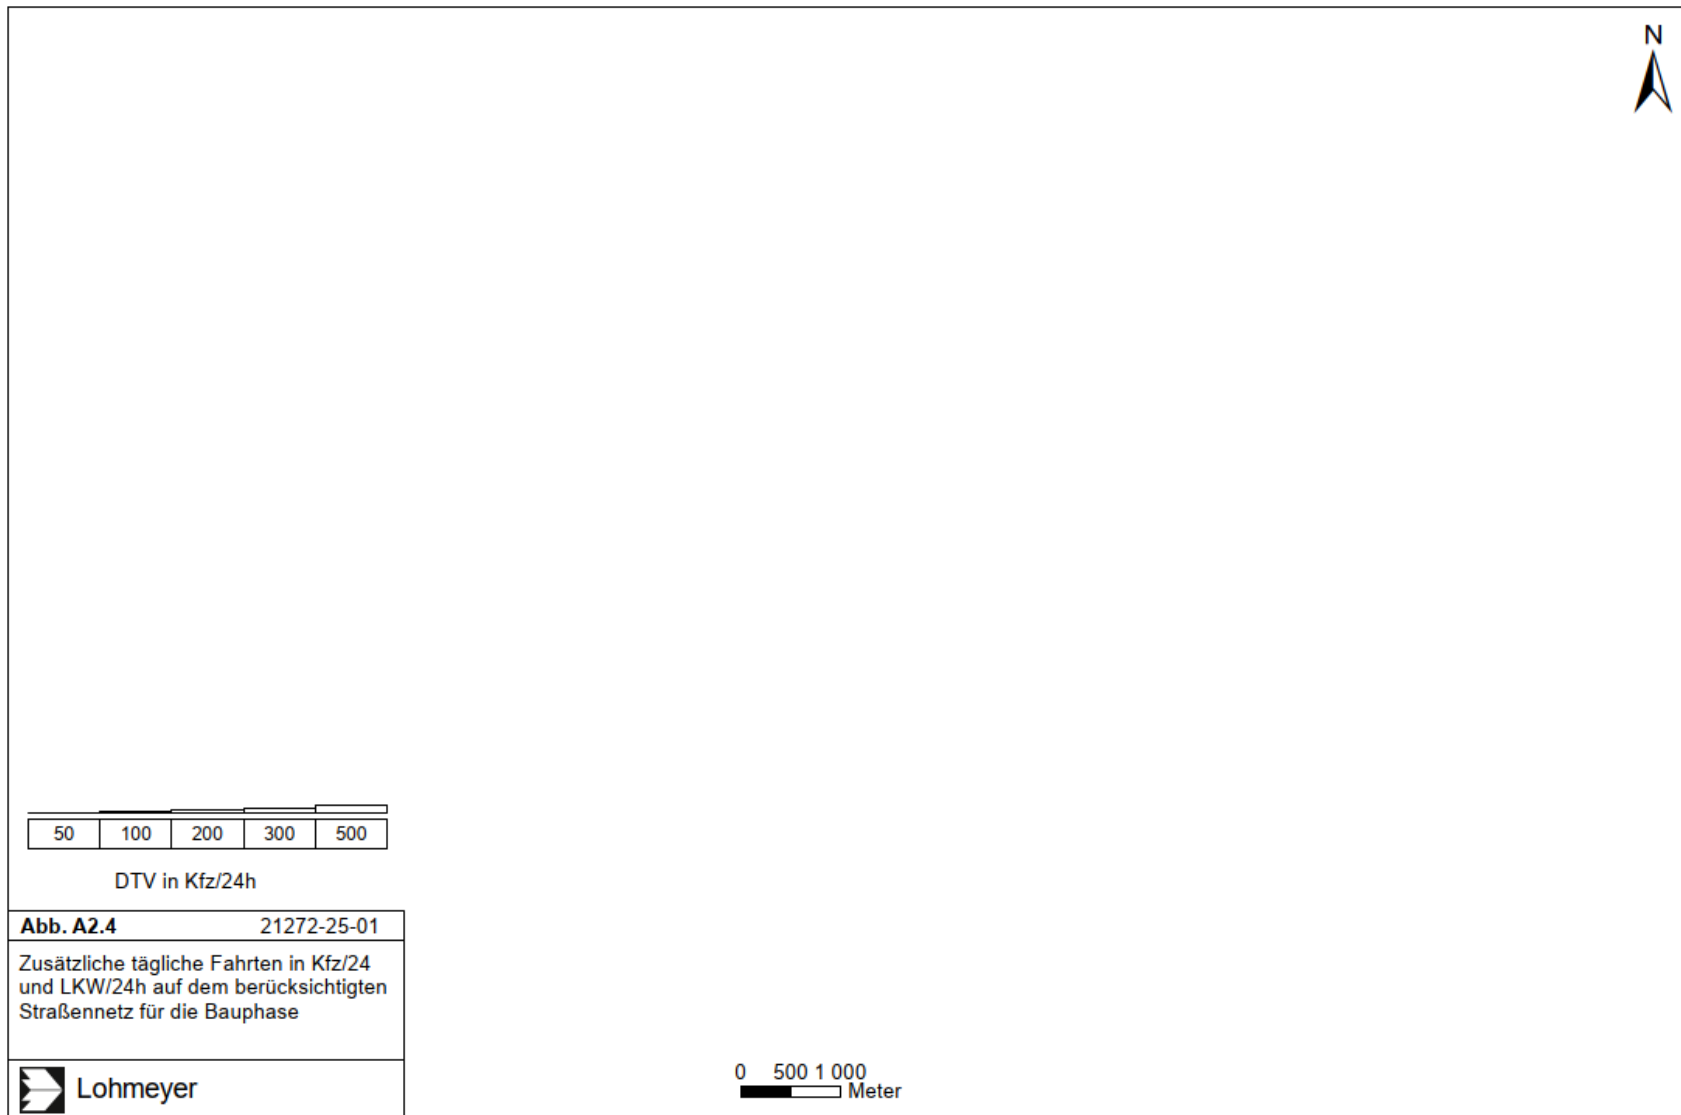 N
50 100 200 300 500
DTV in Kfz/24h
Abb. A2.4 21272-25-01
Zusätzliche tägliche Fahrten in Kfz/24
und LKW/24h auf dem berücksichtigten
Straßennetz für die Bauphase
Lohmeyer
0 500 1 000
Meter